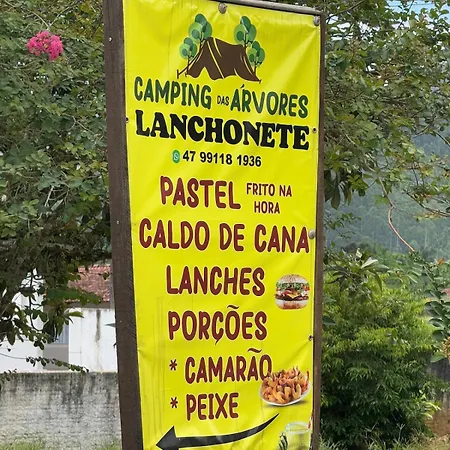 CAMPING DAS ÁRVORES
LANCHONETE
47 99118 1936
PASTEL FRITO NA
HORA
CALDO DE CANA
LANCHES
PORÇÕES
* CAMARÃO
* PEIXE